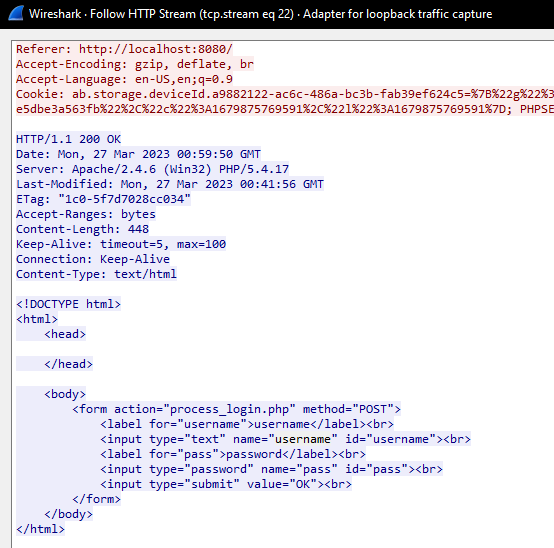 Wireshark · Follow HTTP Stream (tcp.stream eq 22) · Adapter for loopback traffic capture
Referer: http://localhost:8080/
Accept-Encoding: gzip, deflate, br
Accept-Language: en-US,en;q=0.9
Cookie: ab.storage.deviceId.a9882122-ac6c-486a-bc3b-fab39ef624c5=%7B%22g%22%3
e5dbe3a563fb%22%2C%22c%22%3A1679875769591%2C%22l%22%3A1679875769591%7D; PHPSE
HTTP/1.1 200 OK
Date: Mon, 27 Mar 2023 00:59:50 GMT
Server: Apache/2.4.6 (Win32) PHP/5.4.17
Last-Modified: Mon, 27 Mar 2023 00:41:56 GMT
ETag: "1c0-5f7d7028cc034"
Accept-Ranges: bytes
Content-Length: 448
Keep-Alive: timeout=5, max=100
Connection: Keep-Alive
Content-Type: text/html
<!DOCTYPE html>
<html>
<head>
</head>
<body>
<form action="process_login.php" method="POST">
<label for="username">username</label><br>
<input type="text" name="username" id="username"><br>
<label for="pass">password</label><br>
<input type="password" name="pass" id="pass"><br>
<input type="submit" value="OK"><br>
</form>
</body>
</html>